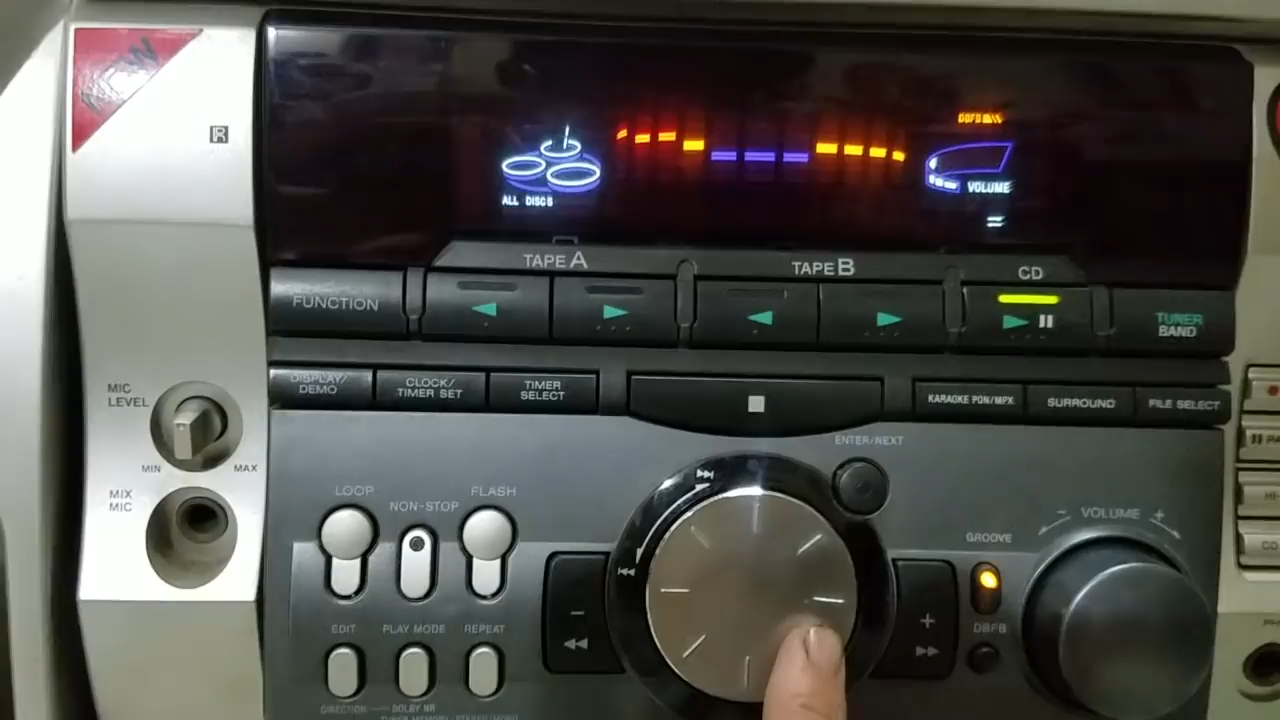 DBFB
VOLUME
ALL DISCS
TAPE A
TAPE B
CD
FUNCTION
TUNER
BAND
DISPLAY/
DEMO
CLOCK/
TIMER SET
TIMER
SELECT
KARAOKE PON/MPX
SURROUND
FILE SELECT
MIC
LEVEL
MIN
MAX
MIX
MIC
ENTER/NEXT
LOOP
NON-STOP
FLASH
GROOVE
DBFB
− VOLUME +
EDIT
PLAY MODE
REPEAT
DIRECTION
DOLBY NR
CD